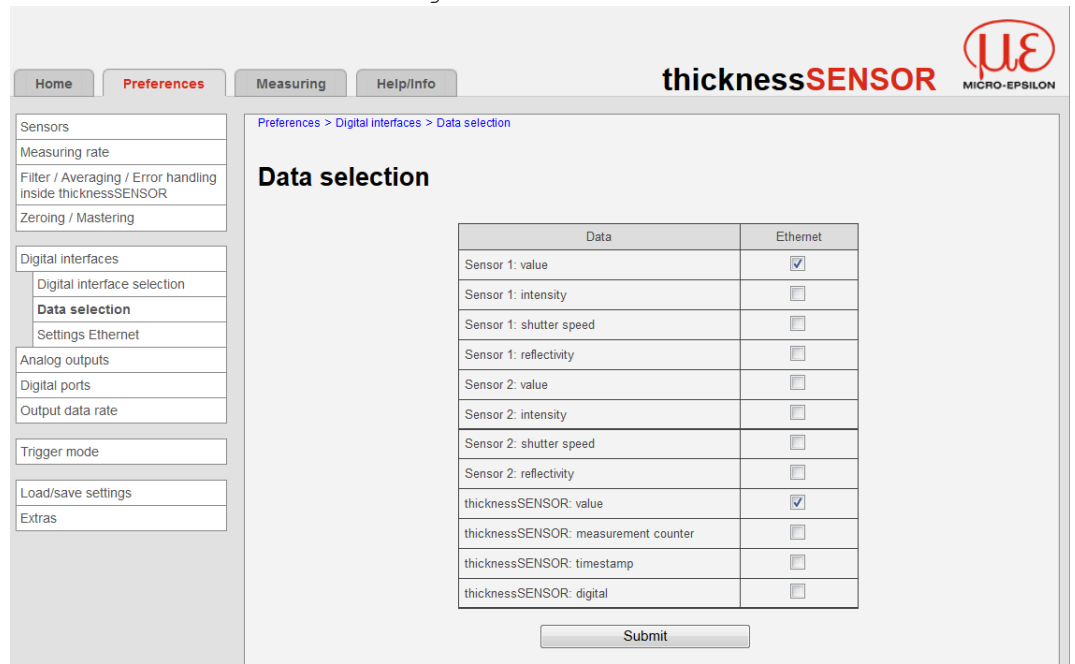 Home
Preferences
Measuring
Help/Info
thicknessSENSOR
με
MICRO-EPSILON
Sensors
Measuring rate
Filter / Averaging / Error handling
inside thicknessSENSOR
Zeroing / Mastering
Digital interfaces
Digital interface selection
Data selection
Settings Ethernet
Analog outputs
Digital ports
Output data rate
Trigger mode
Load/save settings
Extras
Preferences > Digital interfaces > Data selection
Data selection
Data Ethernet
Sensor 1: value
Sensor 1: intensity
Sensor 1: shutter speed
Sensor 1: reflectivity
Sensor 2: value
Sensor 2: intensity
Sensor 2: shutter speed
Sensor 2: reflectivity
thicknessSENSOR: value
thicknessSENSOR: measurement counter
thicknessSENSOR: timestamp
thicknessSENSOR: digital
Submit